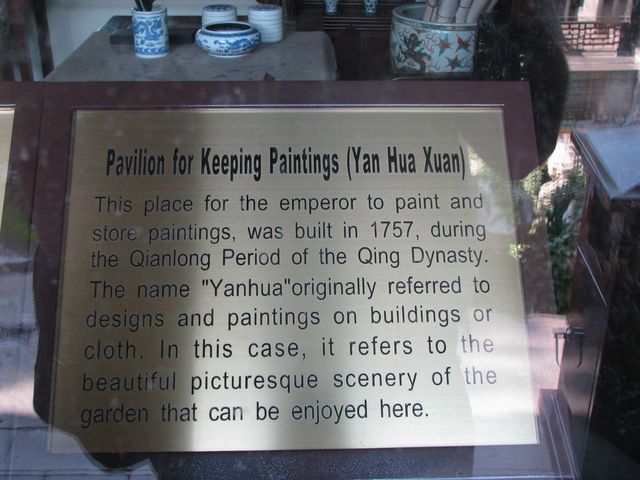 Pavilion for Keeping Paintings (Yan Hua Xuan)
This place for the emperor to paint and
store paintings, was built in 1757, during
the Qianlong Period of the Qing Dynasty.
The name "Yanhua"originally referred to
designs and paintings on buildings or
cloth. In this case, it refers to the
beautiful picturesque scenery of the
garden that can be enjoyed here.